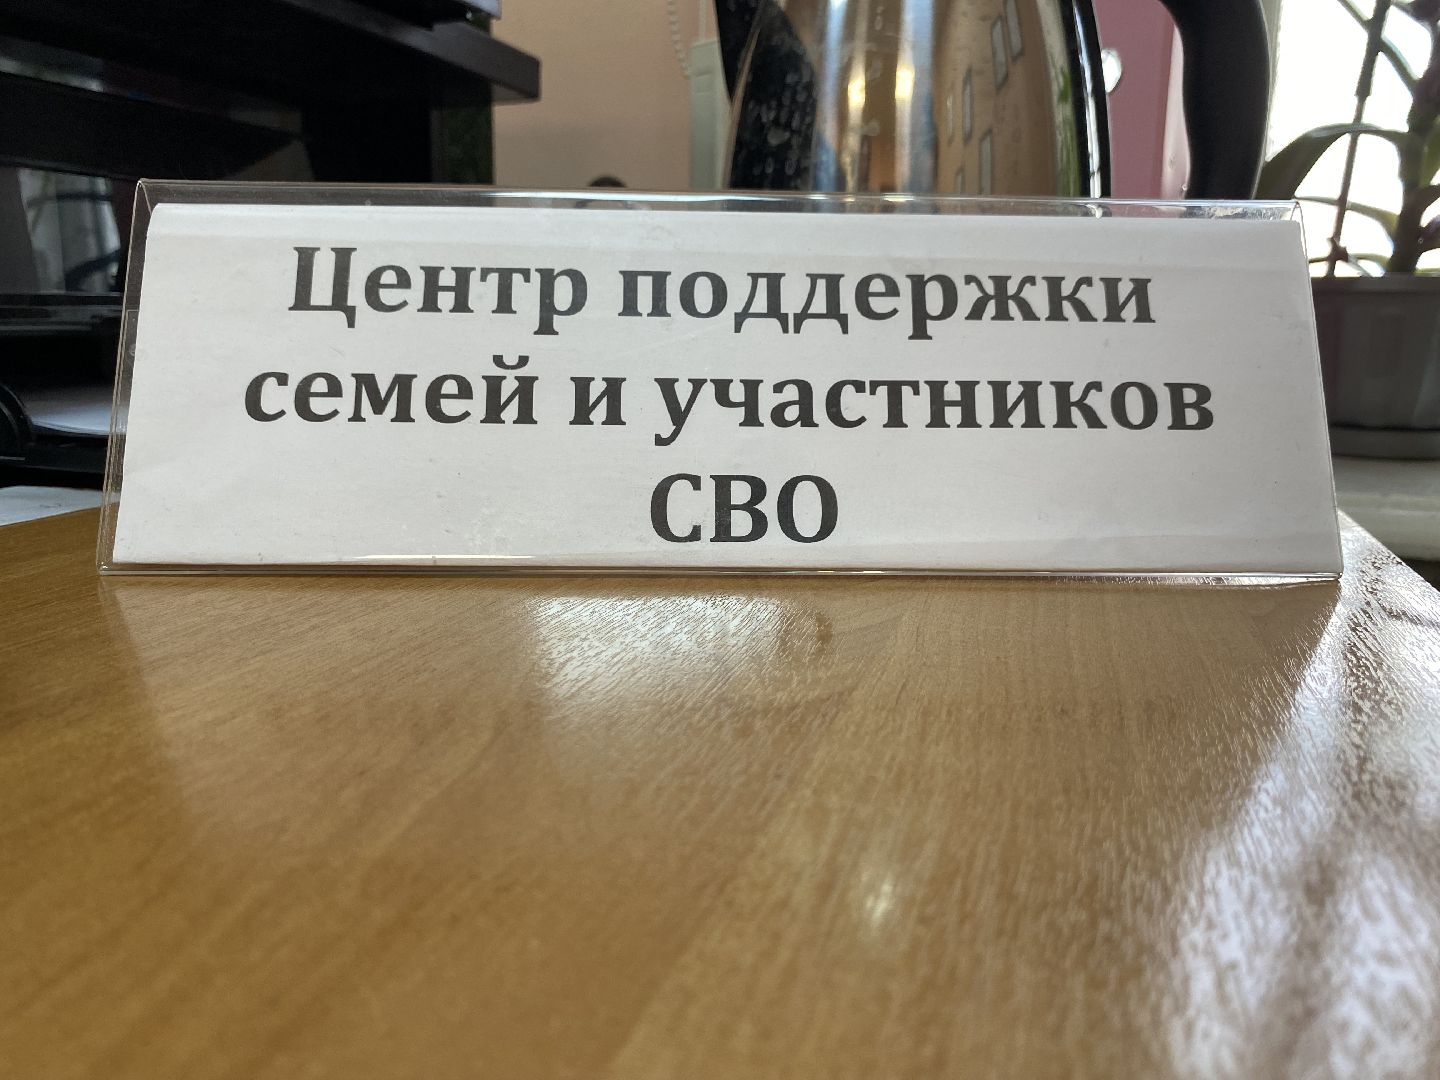 Центр поддержки
семей и участников
СВО